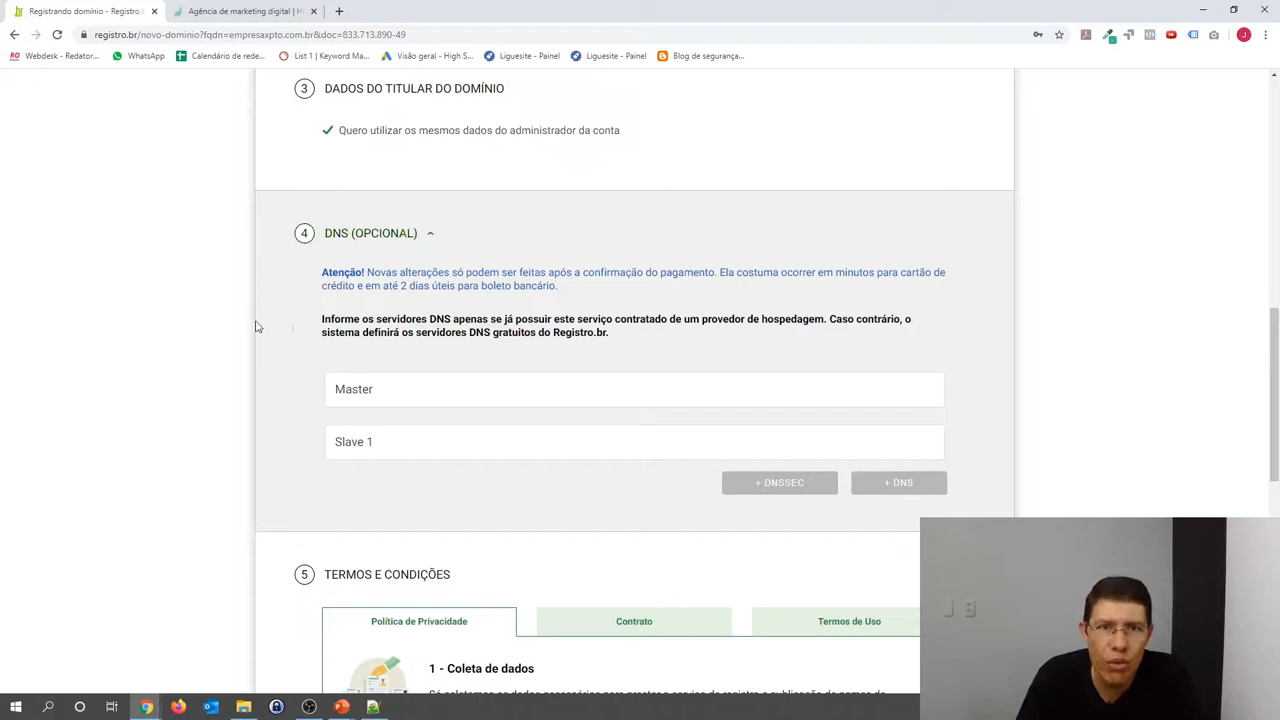 Registrando domínio - Registro.b
Agência de marketing digital | H
registro.br/novo-dominio?fqdn=empresaxpto.com.br&doc=833.713.890-49
J
RO Webdesk - Redator...
WhatsApp
Calendário de rede...
List 1 | Keyword Ma...
Visão geral - High S...
Liguesite - Painel
Liguesite - Painel
Blog de seguranç...
3 DADOS DO TITULAR DO DOMÍNIO
Quero utilizar os mesmos dados do administrador da conta
4 DNS (OPCIONAL)
Atenção! Novas alterações só podem ser feitas após a confirmação do pagamento. Ela costuma ocorrer em minutos para cartão de
crédito e em até 2 dias úteis para boleto bancário.
Informe os servidores DNS apenas se já possuir este serviço contratado de um provedor de hospedagem. Caso contrário, o
sistema definirá os servidores DNS gratuitos do Registro.br.
Master
Slave 1
+ DNSSEC
+ DNS
5 TERMOS E CONDIÇÕES
Política de Privacidade
Contrato
Termos de Uso
1 - Coleta de dados